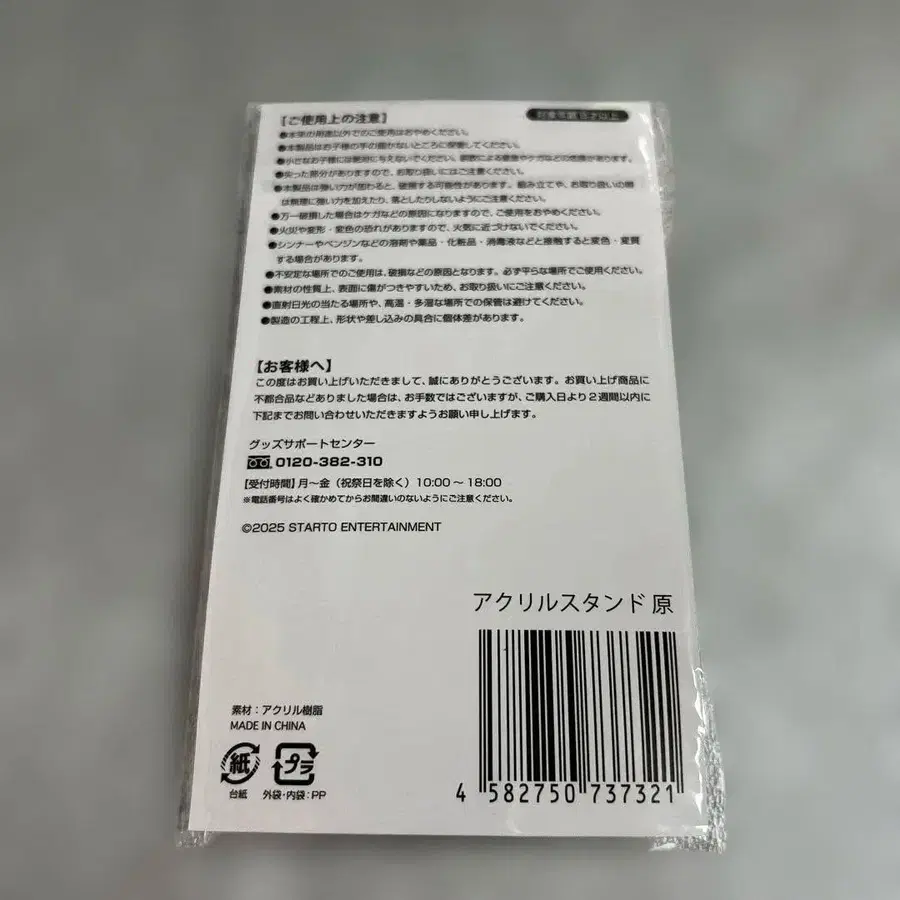 【ご使用上の注意】
対象年齢15才以上
●本来の用途以外でのご使用はおやめください。
●本製品はお子様の手の届かないところに保管してください。
●小さなお子様には絶対に与えないでください。誤飲による窒息やケガなどの危険があります。
●尖った部分がありますので、お取り扱いにはご注意ください。
●本製品は強い力が加わると、破損する可能性があります。組み立てや、お取り扱いの際
は無理に強い力を加えたり、落としたりしないようにご注意ください。
●万一破損した場合はケガなどの原因になりますので、ご使用をおやめください。
●火災や変形・変色の恐れがありますので、火気に近づけないでください。
●シンナーやベンジンなどの溶剤や薬品・化粧品・消毒液などと接触すると変色・変質
する場合があります。
●不安定な場所でのご使用は、破損などの原因となります。必ず平らな場所でご使用ください。
●素材の性質上、表面に傷がつきやすいため、お取り扱いにご注意ください。
●直射日光の当たる場所や、高温・多湿な場所での保管は避けてください。
●製造の工程上、形状や差し込みの具合に個体差があります。
【お客様へ】
この度はお買い上げいただきまして、誠にありがとうございます。お買い上げ商品に
不都合品などありました場合は、お手数ではございますが、ご購入日より2週間以内に
下記までお問い合わせいただきますようお願い申し上げます。
グッズサポートセンター
0120-382-310
【受付時間】月～金（祝祭日を除く）10:00～18:00
※電話番号はよく確かめてからお間違いのないようにご注意ください。
©2025 STARTO ENTERTAINMENT
アクリルスタンド 原
素材：アクリル樹脂
MADE IN CHINA
紙
プラ
台紙
外袋・内袋：PP
4 582750 737321